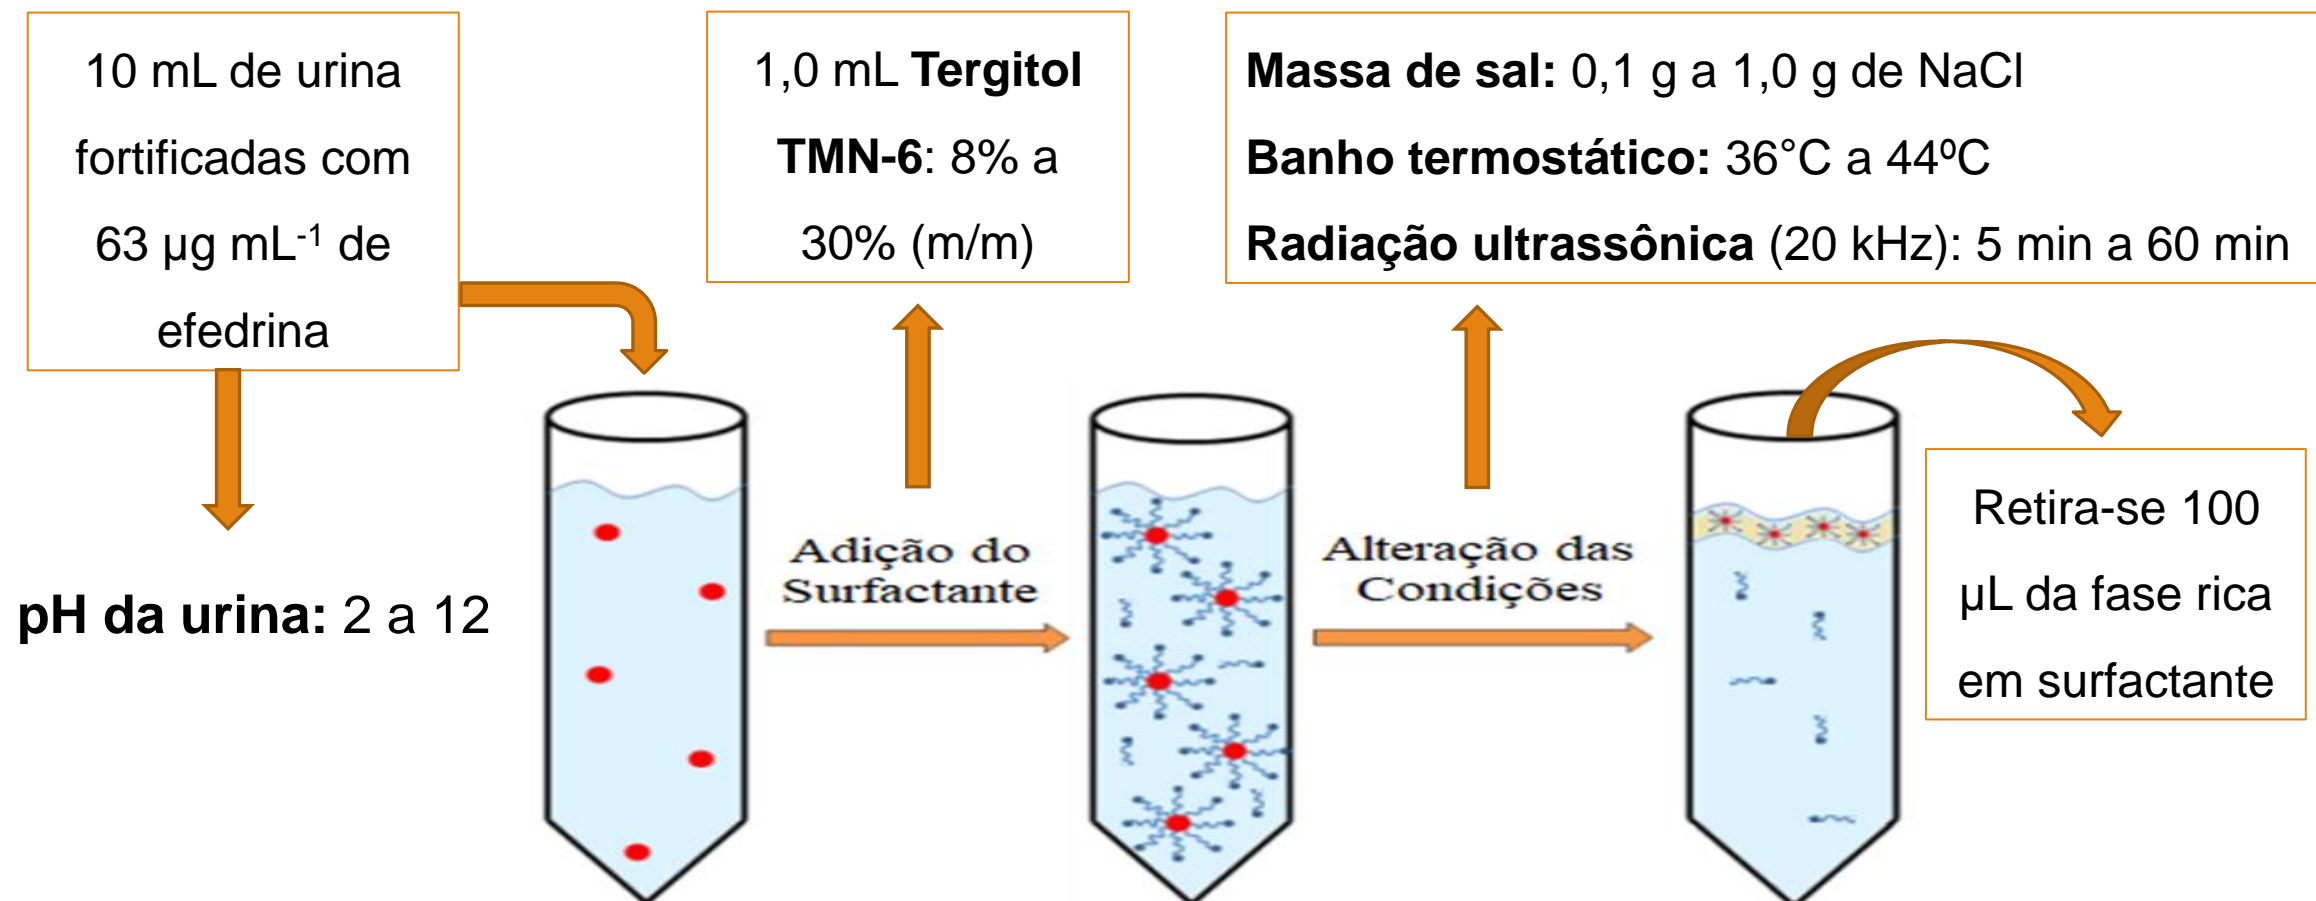 10 mL de urina
fortificadas com
63 µg mL-1 de
efedrina
pH da urina: 2 a 12
1,0 mL Tergitol
TMN-6: 8% a
30% (m/m)
Adição do
Surfactante
Massa de sal: 0,1 g a 1,0 g de NaCl
Banho termostático: 36°C a 44ºC
Radiação ultrassônica (20 kHz): 5 min a 60 min
Alteração das
Condições
Retira-se 100
µL da fase rica
em surfactante